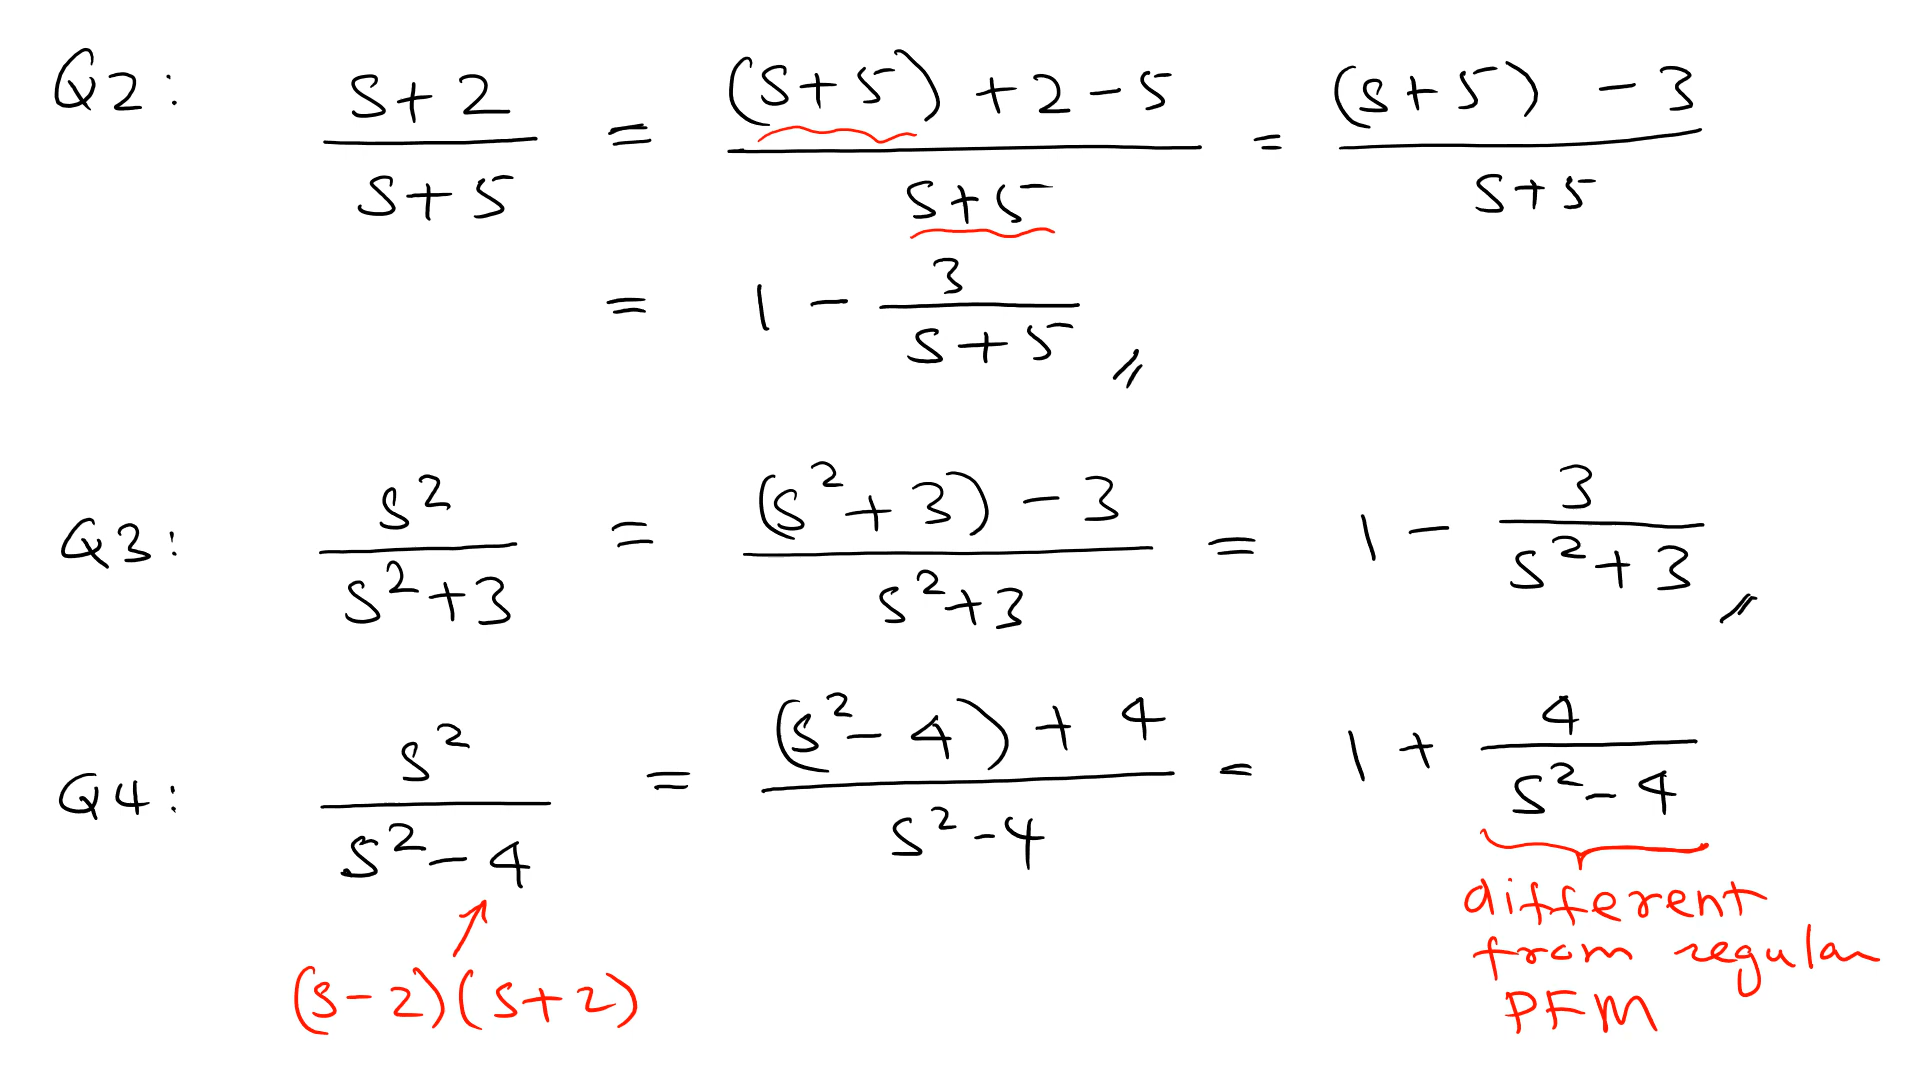 Q2: (s+2)/(s+5) = ((s+5)+2-5)/(s+5) = ((s+5)-3)/(s+5)
= 1 - 3/(s+5) //
Q3: s²/(s²+3) = ((s²+3)-3)/(s²+3) = 1 - 3/(s²+3) //
Q4: s²/(s²-4) = ((s²-4)+4)/(s²-4) = 1 + 4/(s²-4)
(s-2)(s+2)
different
from regular
PFM